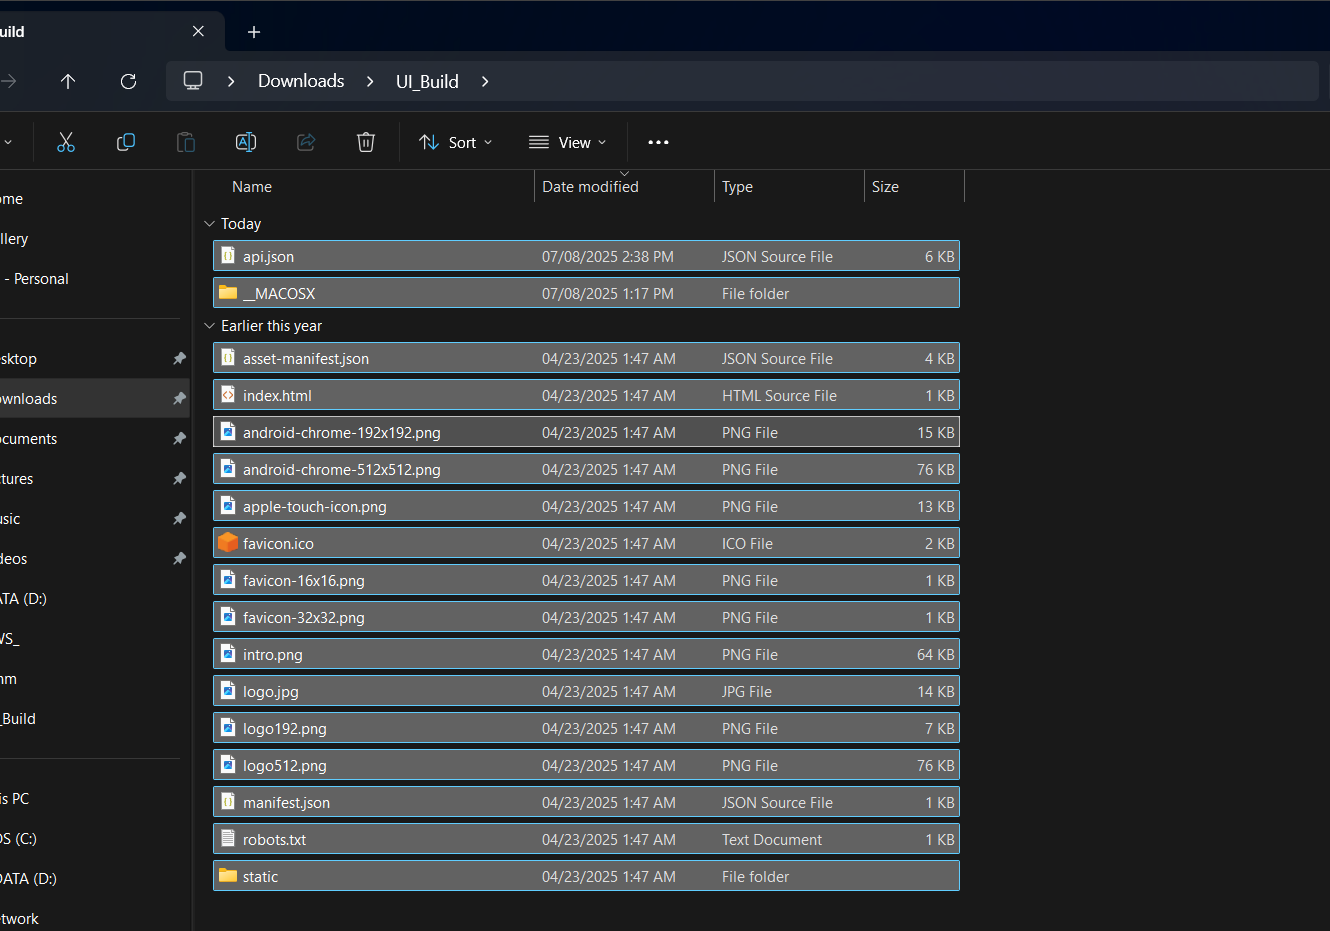 uild
Downloads
UI_Build
Sort
View
ome
llery
- Personal
sktop
ownloads
ocuments
ctures
usic
deos
ATA (D:)
WS_
nm
_Build
is PC
OS (C:)
DATA (D:)
etwork
Name Date modified Type Size
Today
api.json 07/08/2025 2:38 PM JSON Source File 6 KB
__MACOSX 07/08/2025 1:17 PM File folder
Earlier this year
asset-manifest.json 04/23/2025 1:47 AM JSON Source File 4 KB
index.html 04/23/2025 1:47 AM HTML Source File 1 KB
android-chrome-192x192.png 04/23/2025 1:47 AM PNG File 15 KB
android-chrome-512x512.png 04/23/2025 1:47 AM PNG File 76 KB
apple-touch-icon.png 04/23/2025 1:47 AM PNG File 13 KB
favicon.ico 04/23/2025 1:47 AM ICO File 2 KB
favicon-16x16.png 04/23/2025 1:47 AM PNG File 1 KB
favicon-32x32.png 04/23/2025 1:47 AM PNG File 1 KB
intro.png 04/23/2025 1:47 AM PNG File 64 KB
logo.jpg 04/23/2025 1:47 AM JPG File 14 KB
logo192.png 04/23/2025 1:47 AM PNG File 7 KB
logo512.png 04/23/2025 1:47 AM PNG File 76 KB
manifest.json 04/23/2025 1:47 AM JSON Source File 1 KB
robots.txt 04/23/2025 1:47 AM Text Document 1 KB
static 04/23/2025 1:47 AM File folder